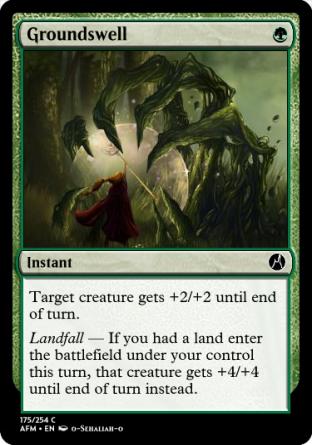 Groundswell
Instant
Target creature gets +2/+2 until end
of turn.
Landfall — If you had a land enter
the battlefield under your control
this turn, that creature gets +4/+4
until end of turn instead.
175/254 C
AFM • EN o-Sehaliah-o